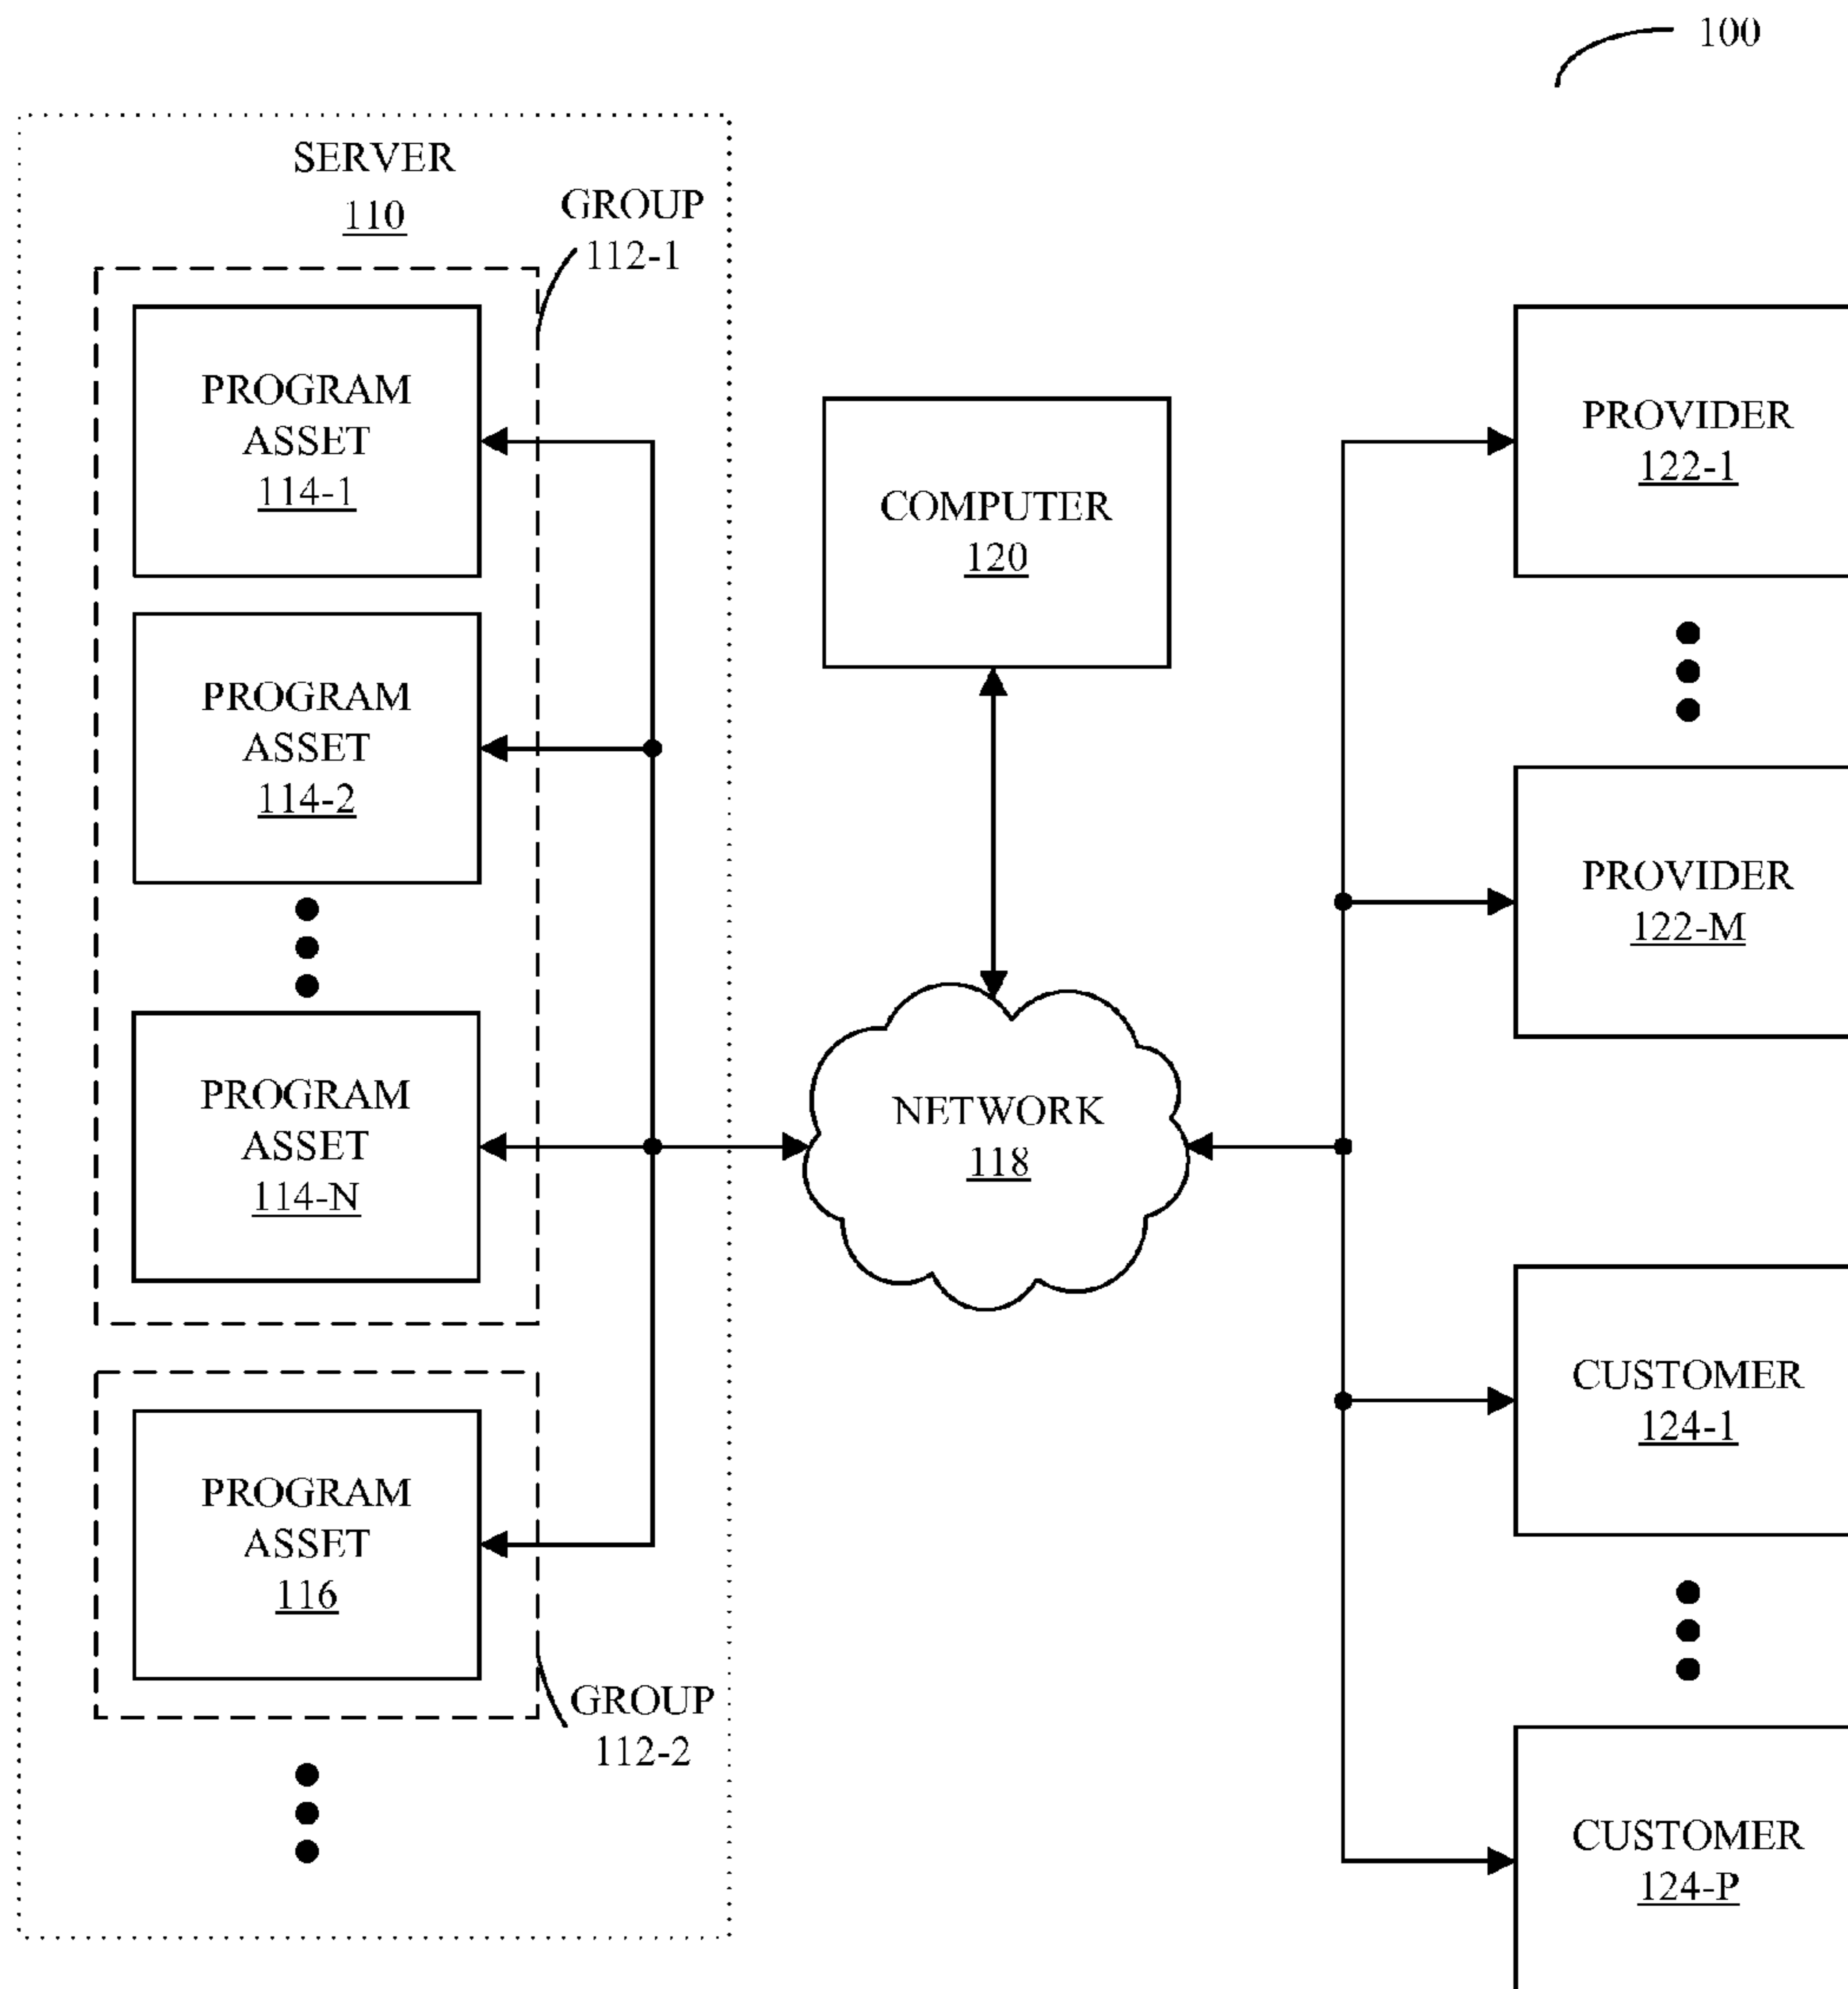 100
SERVER
110
GROUP
112-1
PROGRAM
ASSET
114-1
PROGRAM
ASSET
114-2
PROGRAM
ASSET
114-N
PROGRAM
ASSET
116
GROUP
112-2
COMPUTER
120
NETWORK
118
PROVIDER
122-1
PROVIDER
122-M
CUSTOMER
124-1
CUSTOMER
124-P